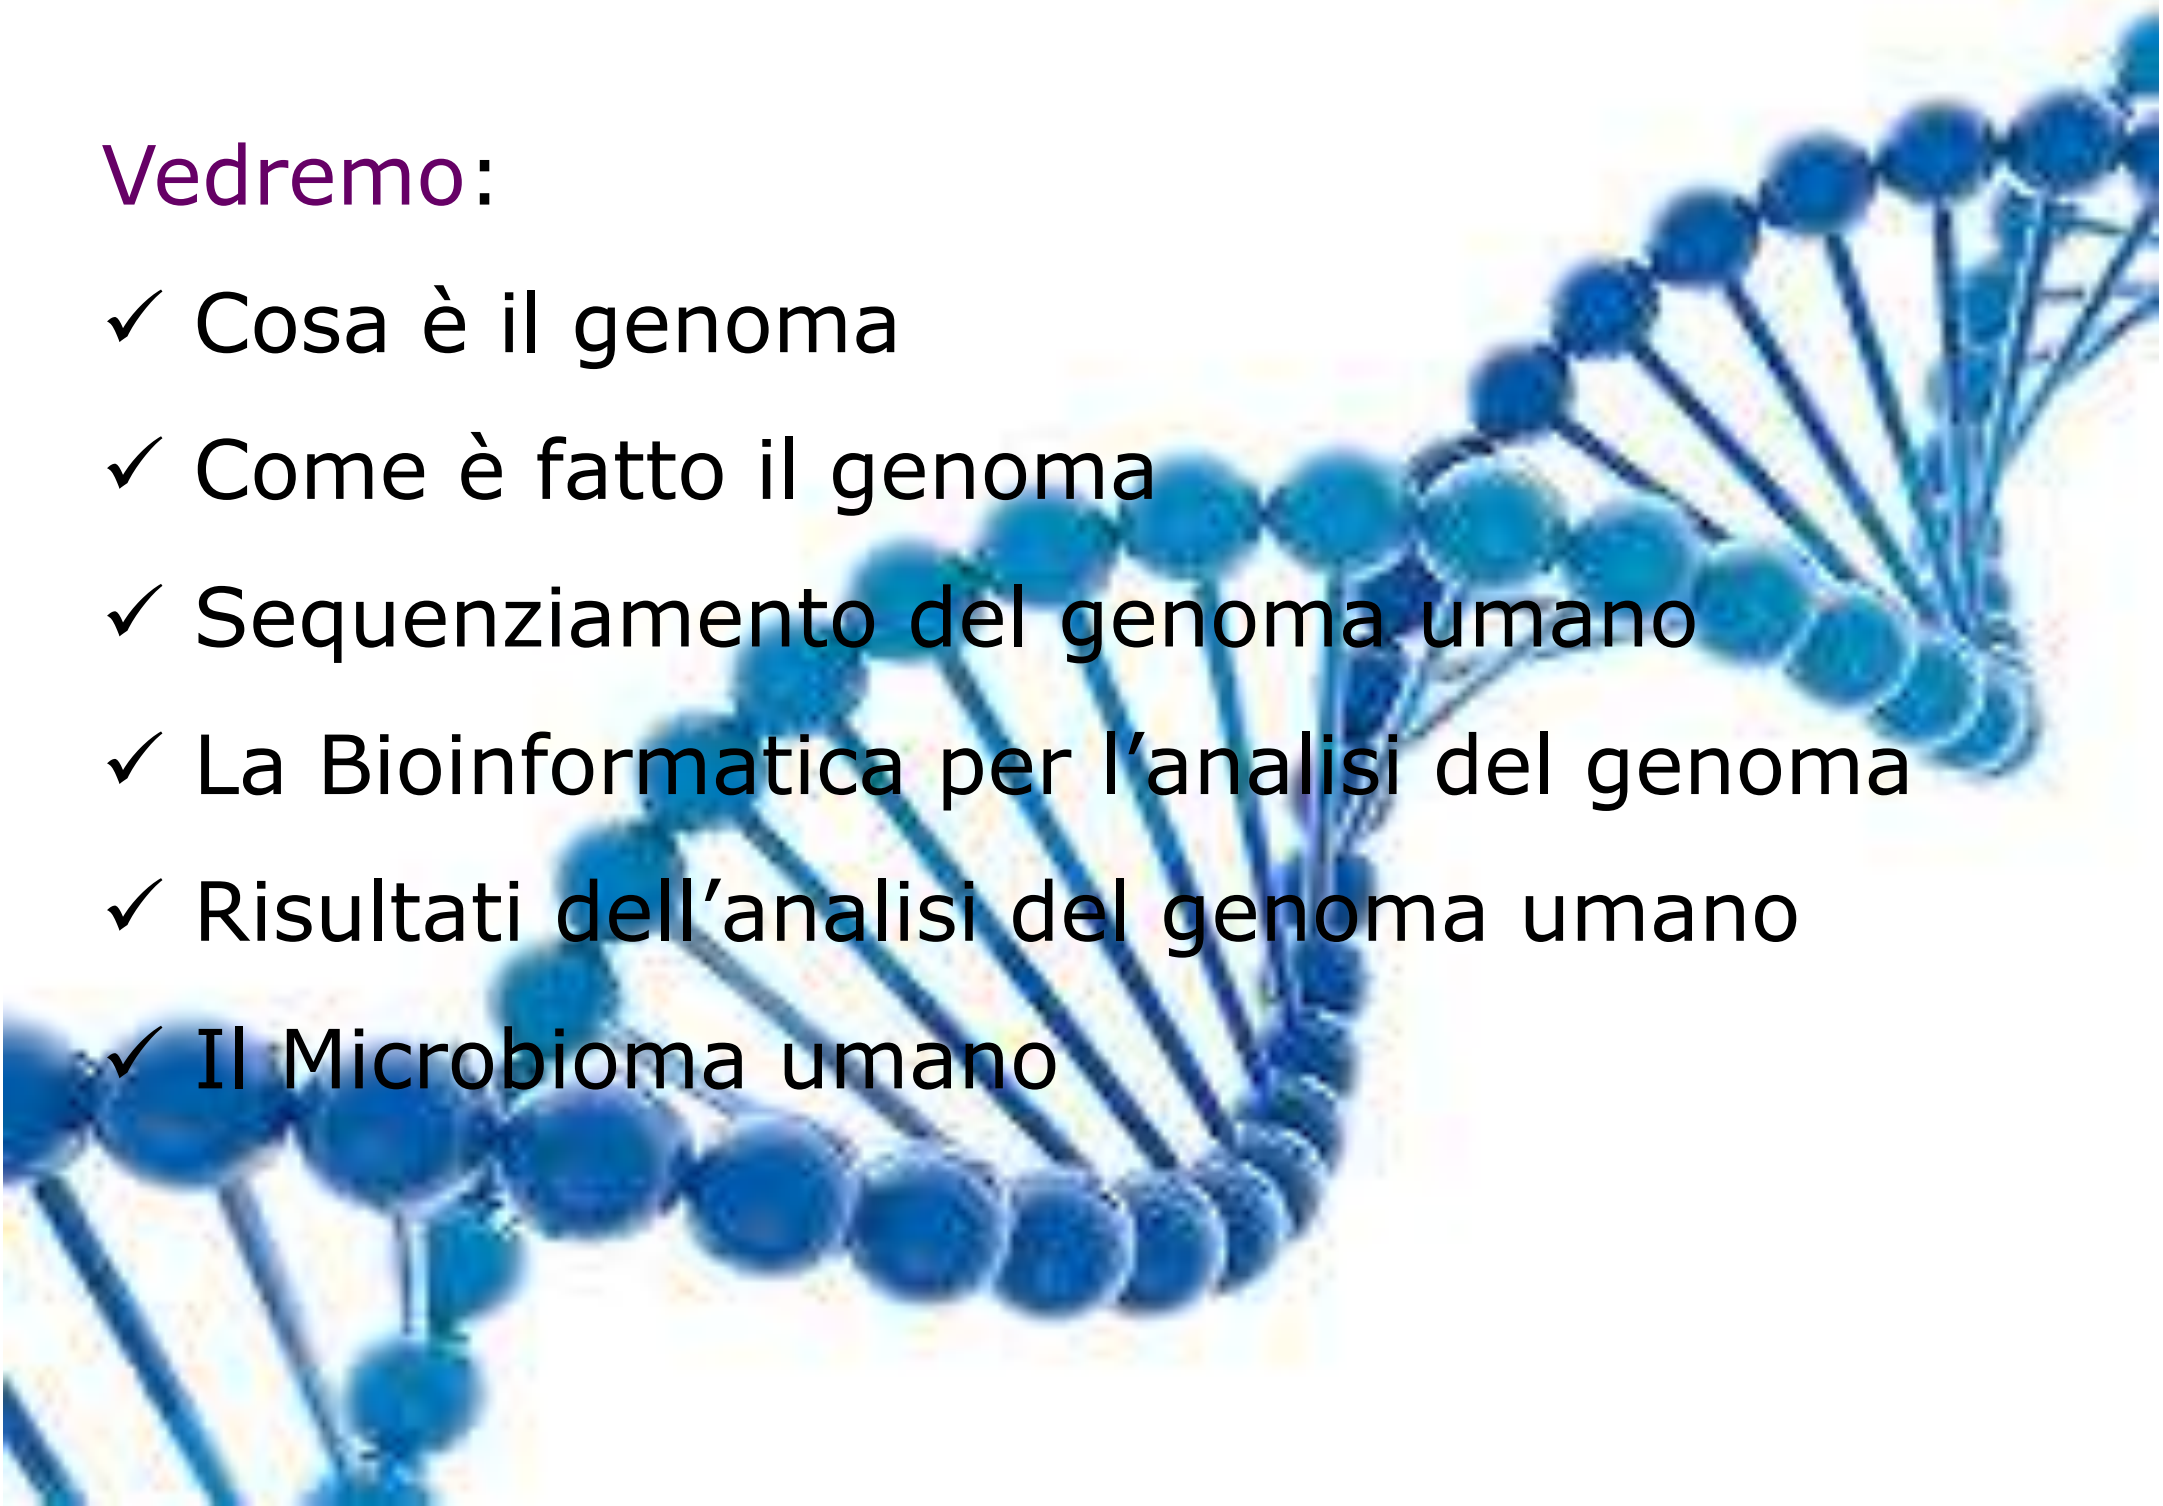 Vedremo:
✓ Cosa è il genoma
✓ Come è fatto il genoma
✓ Sequenziamento del genoma umano
✓ La Bioinformatica per l’analisi del genoma
✓ Risultati dell’analisi del genoma umano
✓ Il Microbioma umano